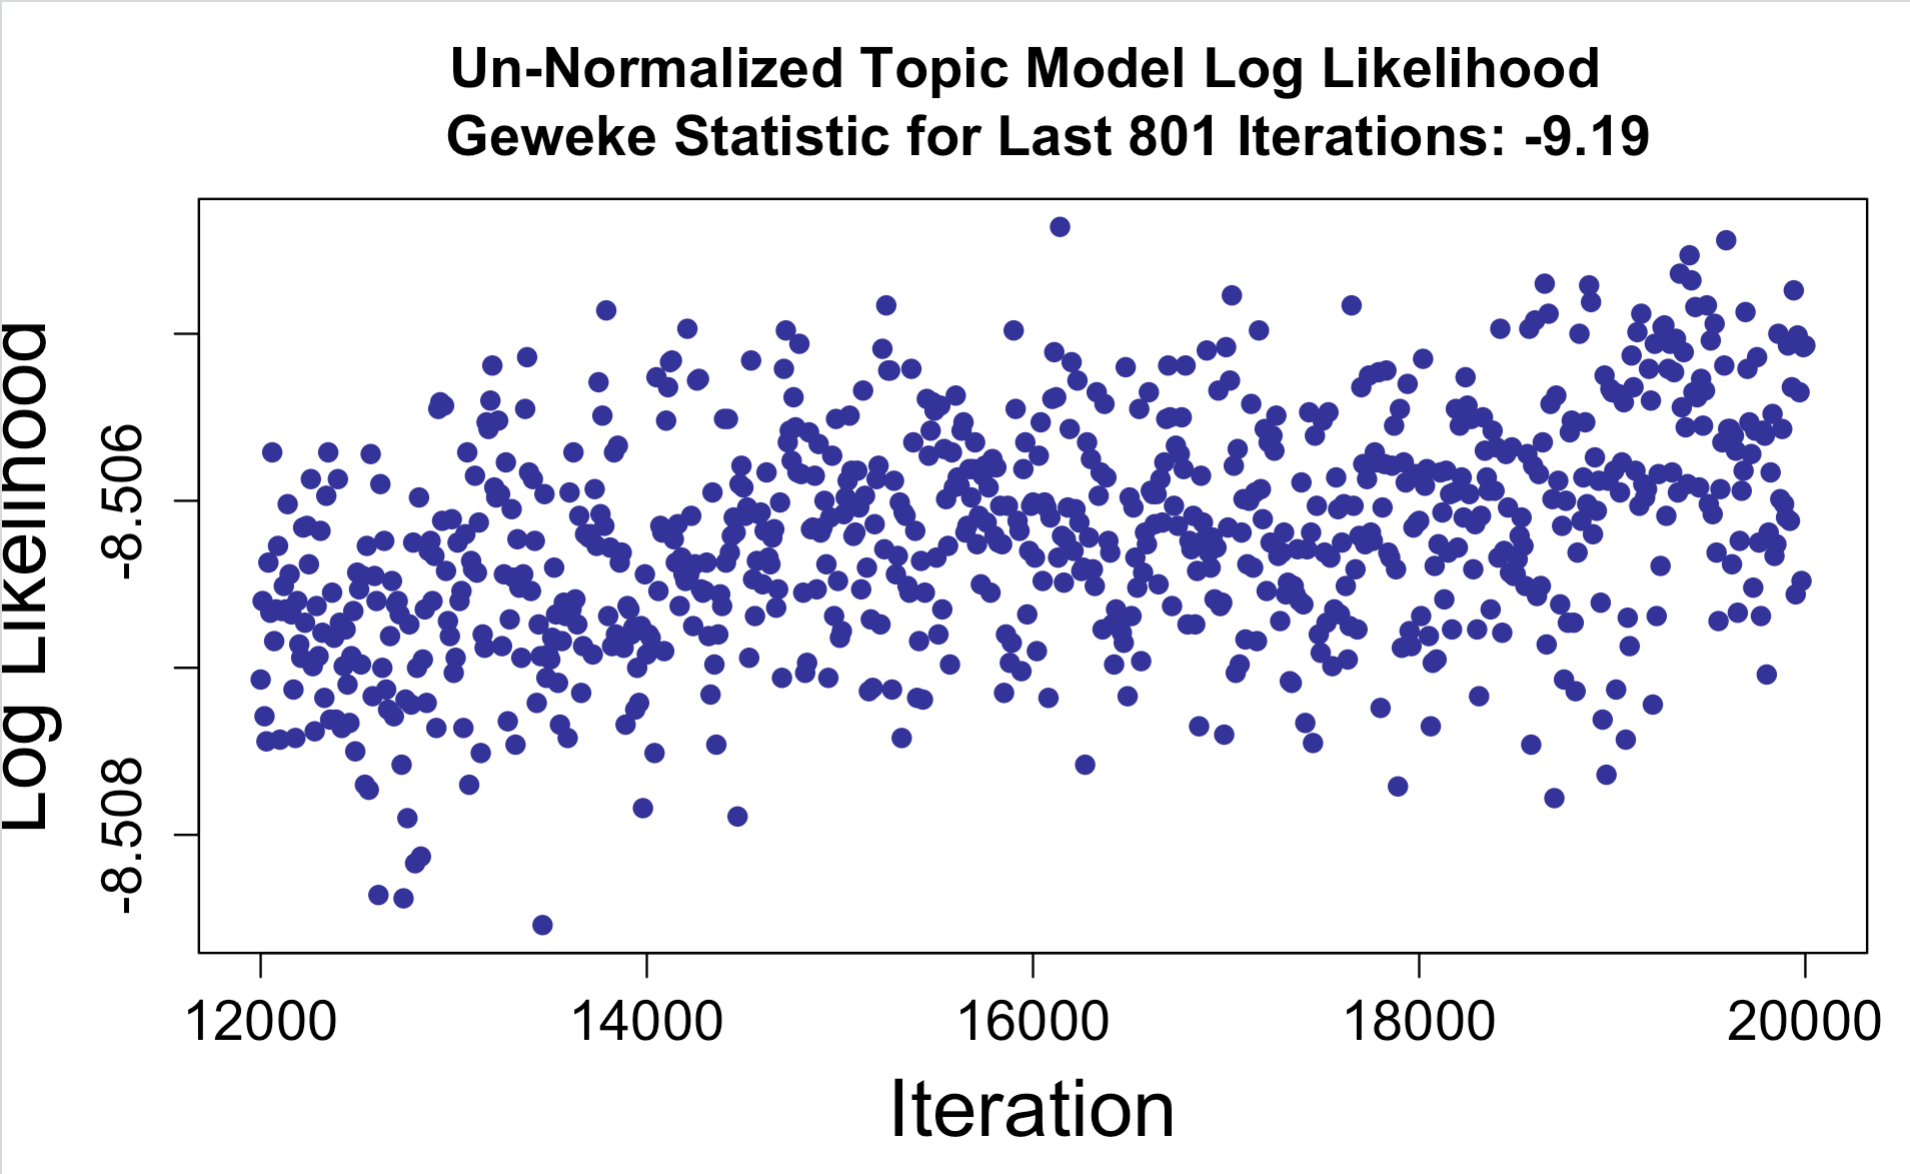 Un-Normalized Topic Model Log Likelihood
Geweke Statistic for Last 801 Iterations: -9.19
Log Likelihood
-8.506
-8.508
12000 14000 16000 18000 20000
Iteration